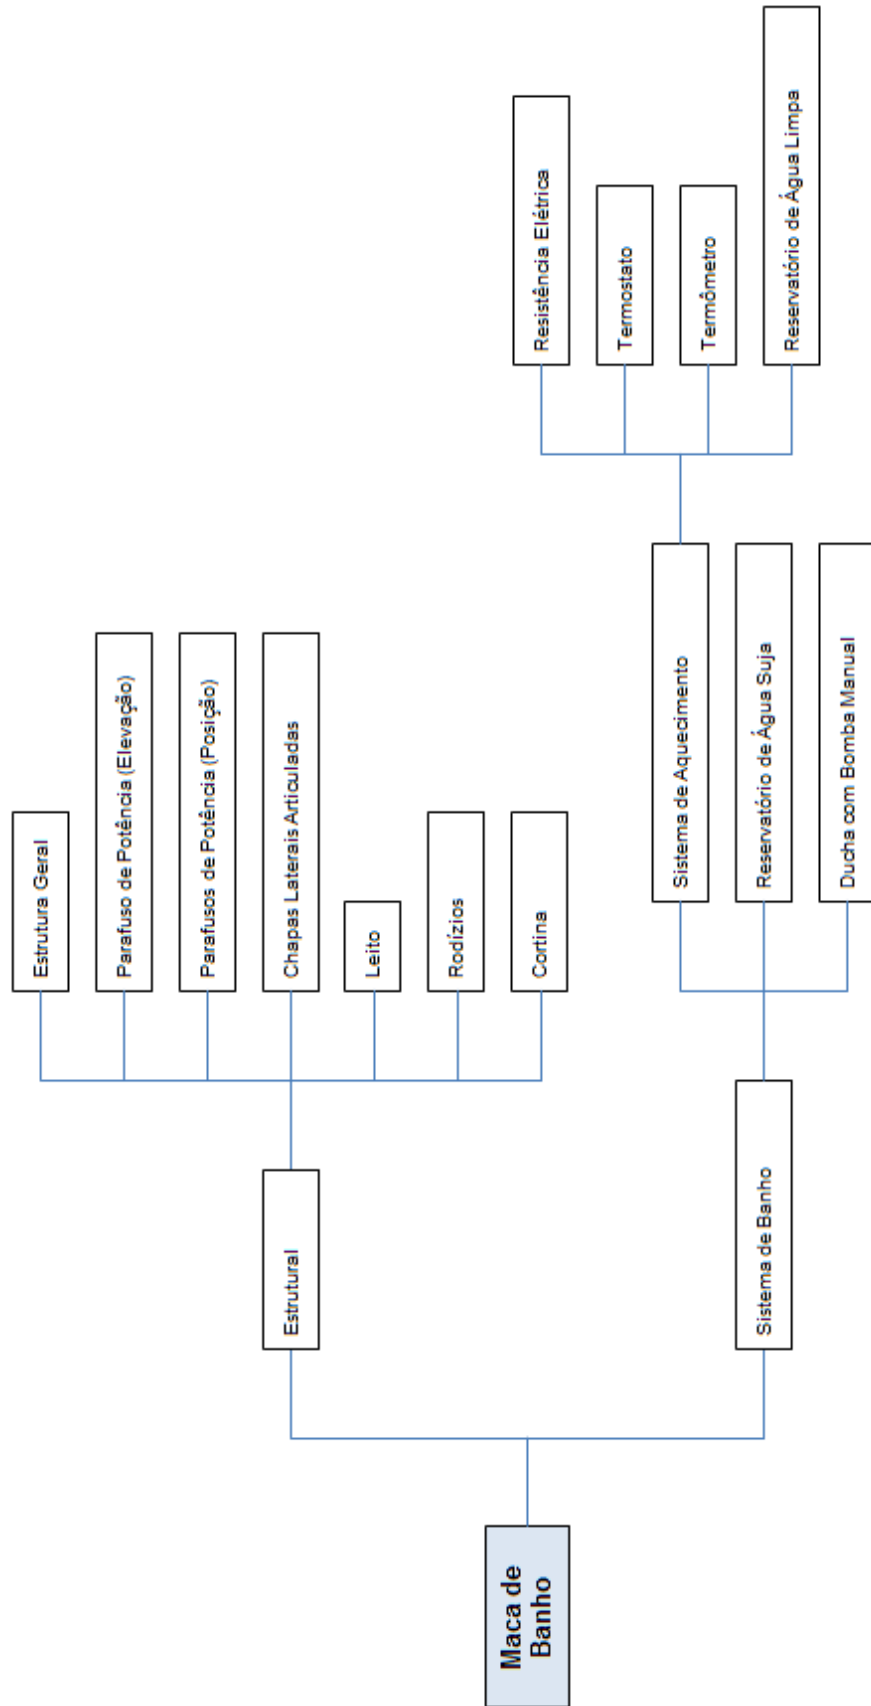 Maca de
Banho
Estrutural
Estrutura Geral
Parafuso de Potência (Elevação)
Parafusos de Potência (Posição)
Chapas Laterais Articuladas
Leito
Rodízios
Cortina
Sistema de Banho
Sistema de Aquecimento
Resistência Elétrica
Termostato
Termômetro
Reservatório de Água Limpa
Reservatório de Água Suja
Ducha com Bomba Manual